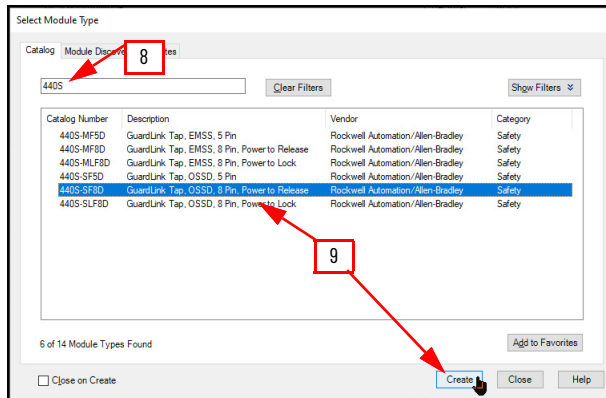 Select Module Type
Catalog Module Discov tes
8
440S Clear Filters Show Filters
Catalog Number Description Vendor Category
440S-MF5D GuardLink Tap, EMSS, 5 Pin Rockwell Automation/Allen-Bradley Safety
440S-MF8D GuardLink Tap, EMSS, 8 Pin, Power to Release Rockwell Automation/Allen-Bradley Safety
440S-MLF8D GuardLink Tap, EMSS, 8 Pin, Power to Lock Rockwell Automation/Allen-Bradley Safety
440S-SF5D GuardLink Tap, OSSD, 5 Pin Rockwell Automation/Allen-Bradley Safety
440S-SF8D GuardLink Tap, OSSD, 8 Pin, Power to Release Rockwell Automation/Allen-Bradley Safety
440S-SLF8D GuardLink Tap, OSSD, 8 Pin, Power to Lock Rockwell Automation/Allen-Bradley Safety
9
6 of 14 Module Types Found Add to Favorites
Close on Create Create Close Help